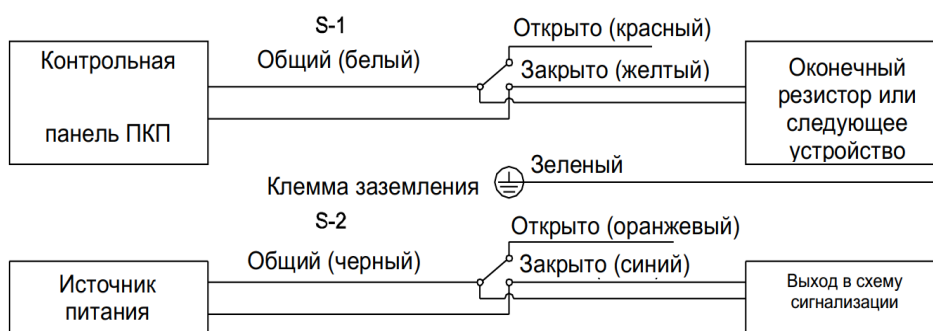 S-1
Открыто (красный)
Контрольная
панель ПКП
Общий (белый)
Закрыто (желтый)
Оконечный
резистор или
следующее
устройство
Зеленый
Клемма заземления
S-2
Открыто (оранжевый)
Общий (черный)
Закрыто (синий)
Источник
питания
Выход в схему
сигнализации